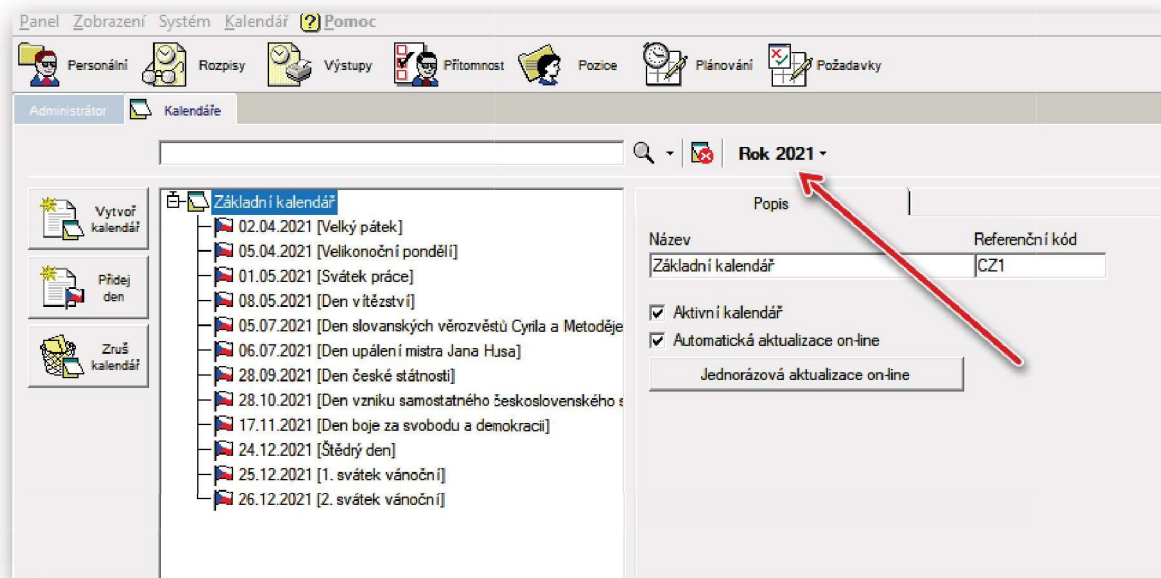 Panel Zobrazení Systém Kalendář ? Pomoc
Personální Rozpisy Výstupy Přítomnost Pozice Plánování Požadavky
Administrátor Kalendáře
Rok 2021
Vytvoř kalendář
Přidej den
Zruš kalendář
Základní kalendář
02.04.2021 [Velký pátek]
05.04.2021 [Velikonoční pondělí]
01.05.2021 [Svátek práce]
08.05.2021 [Den vítězství]
05.07.2021 [Den slovanských věrozvěstů Cyrila a Metoděje
06.07.2021 [Den upálení mistra Jana Husa]
28.09.2021 [Den české státnosti]
28.10.2021 [Den vzniku samostatného československého s
17.11.2021 [Den boje za svobodu a demokracii]
24.12.2021 [Štědrý den]
25.12.2021 [1. svátek vánoční]
26.12.2021 [2. svátek vánoční]
Popis
Název Referenční kód
Základní kalendář CZ1
Aktivní kalendář
Automatická aktualizace on-line
Jednorázová aktualizace on-line